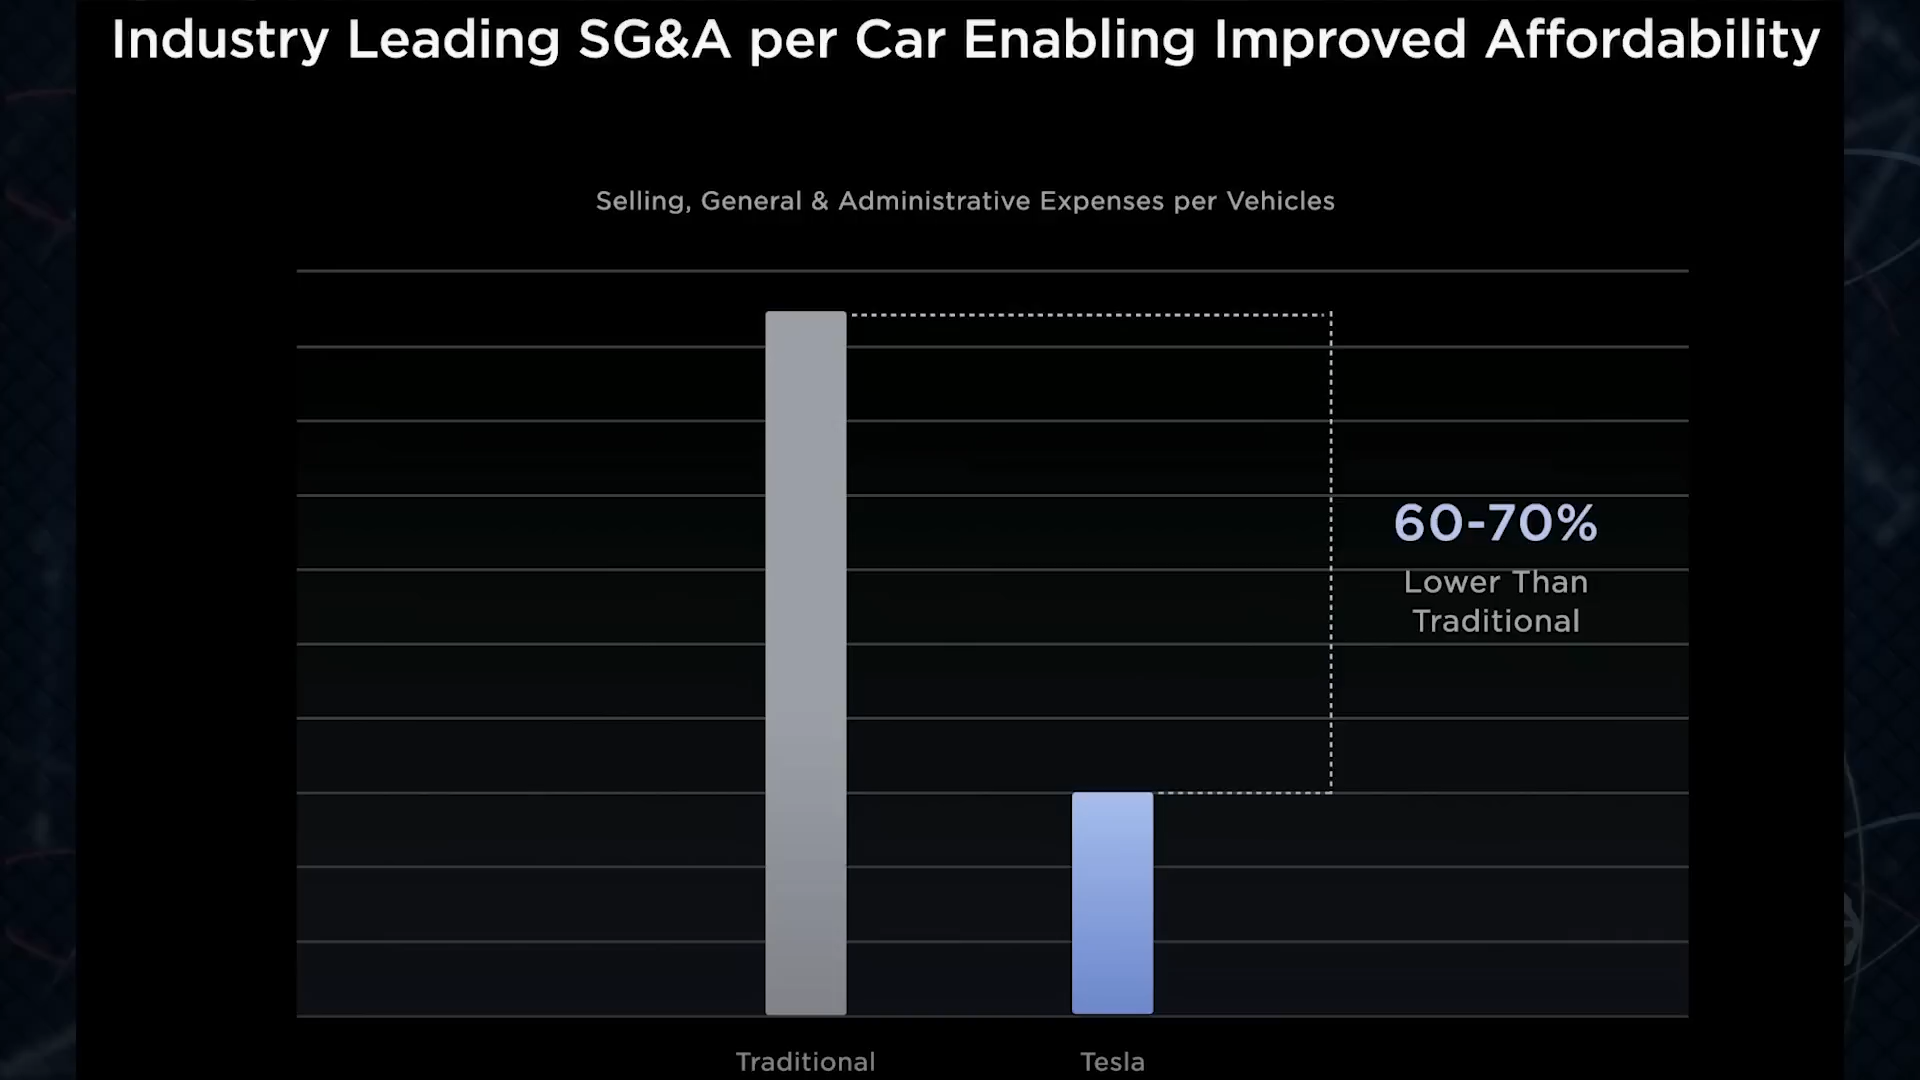 Industry Leading SG&A per Car Enabling Improved Affordability
Selling, General & Administrative Expenses per Vehicles
60-70%
Lower Than
Traditional
Traditional
Tesla